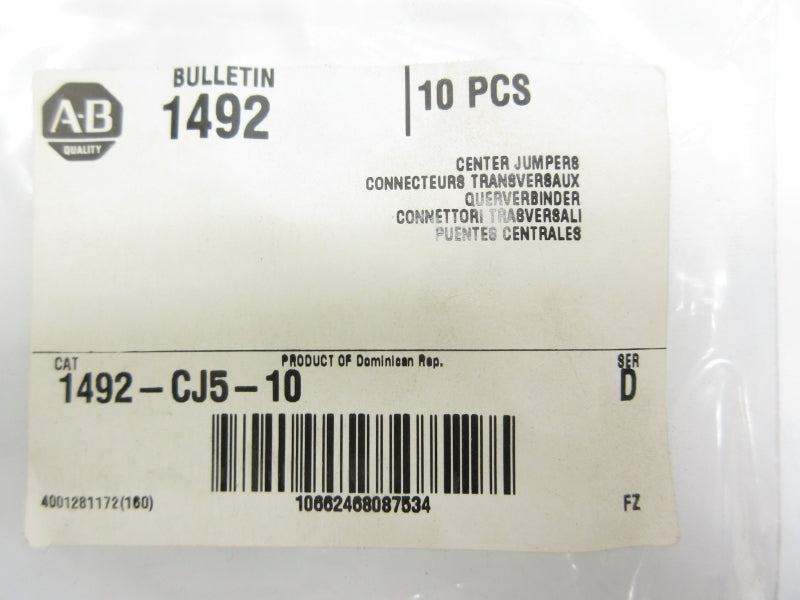 A-B
QUALITY
BULLETIN
1492
10 PCS
CENTER JUMPERS
CONNECTEURS TRANSVERSAUX
QUERVERBINDER
CONNETTORI TRASVERSALI
PUENTES CENTRALES
PRODUCT OF Dominican Rep.
CAT
1492-CJ5-10
SER
D
10662468087534
4001281172(160)
FZ